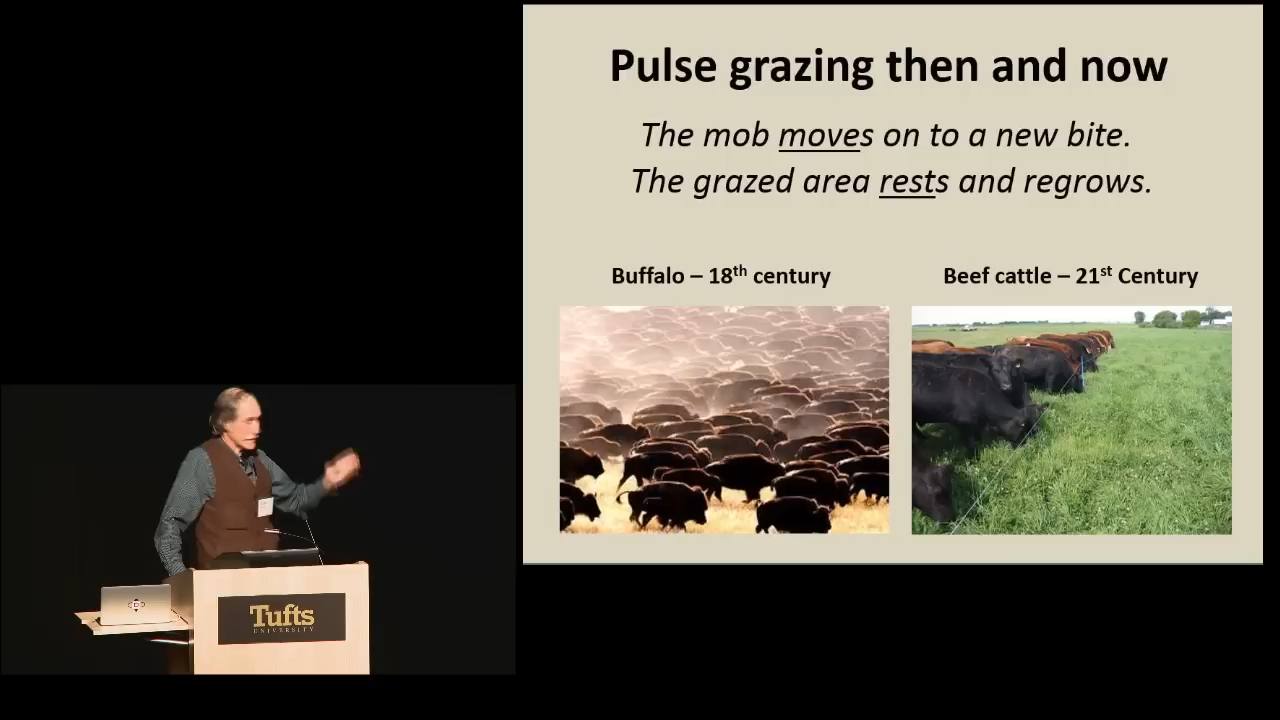 Pulse grazing then and now
The mob moves on to a new bite.
The grazed area rests and regrows.
Buffalo – 18th century
Beef cattle – 21st Century
Tufts
UNIVERSITY